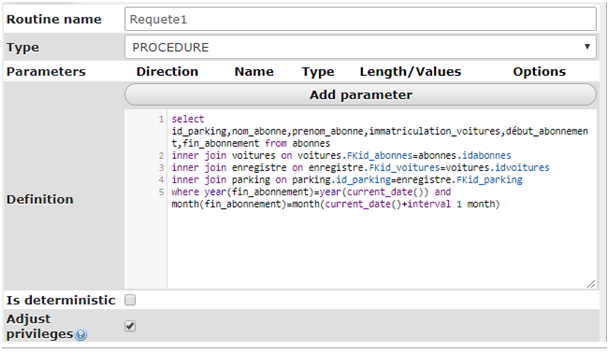 Routine name Requete1
Type PROCEDURE
Parameters Direction Name Type Length/Values Options
Add parameter
Definition
1 select
id_parking,nom_abonne,prenom_abonne,immatriculation_voitures,début_abonnemen
t,fin_abonnement from abonnes
2 inner join voitures on voitures.FKid_abonnes=abonnes.idabonnes
3 inner join enregistre on enregistre.FKid_voitures=voitures.idvoitures
4 inner join parking on parking.id_parking=enregistre.FKid_parking
5 where year(fin_abonnement)=year(current_date()) and
month(fin_abonnement)=month(current_date()+interval 1 month)
Is deterministic
Adjust
privileges